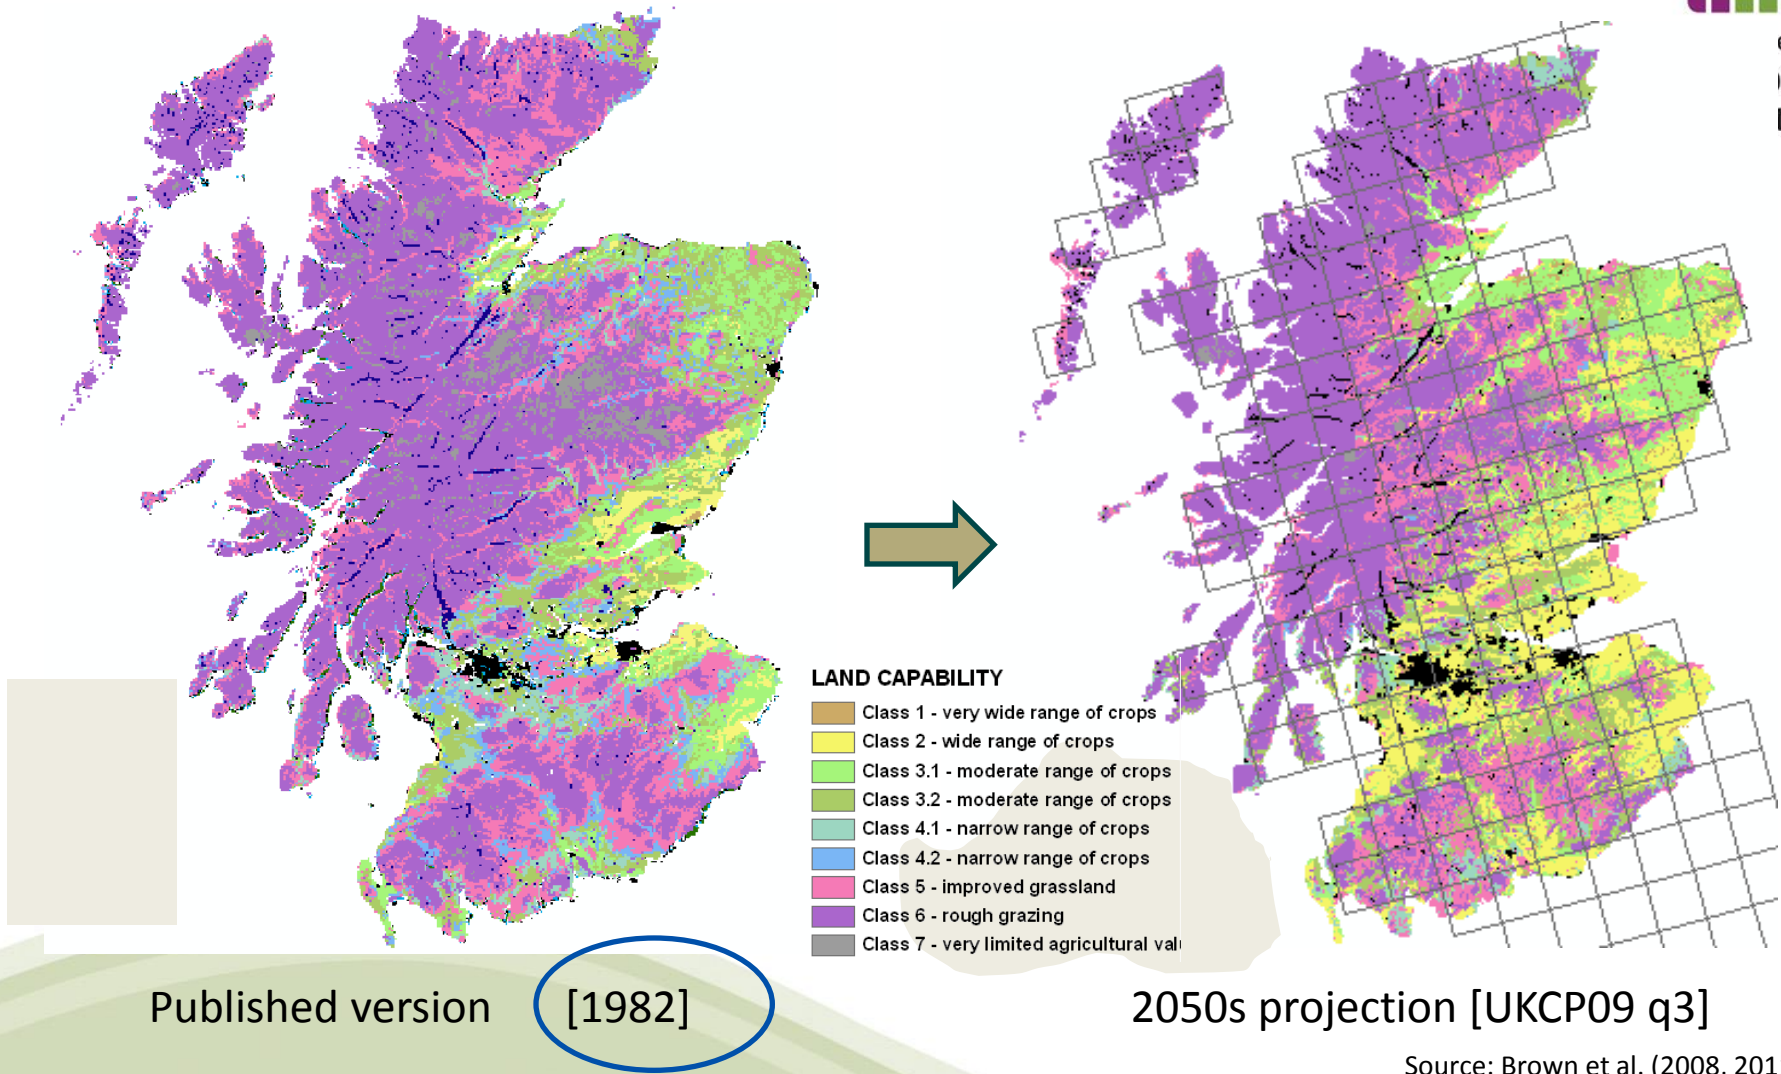 LAND CAPABILITY
Class 1 - very wide range of crops
Class 2 - wide range of crops
Class 3.1 - moderate range of crops
Class 3.2 - moderate range of crops
Class 4.1 - narrow range of crops
Class 4.2 - narrow range of crops
Class 5 - improved grassland
Class 6 - rough grazing
Class 7 - very limited agricultural val
Published version [1982]
2050s projection [UKCP09 q3]
Source: Brown et al. (2008, 201